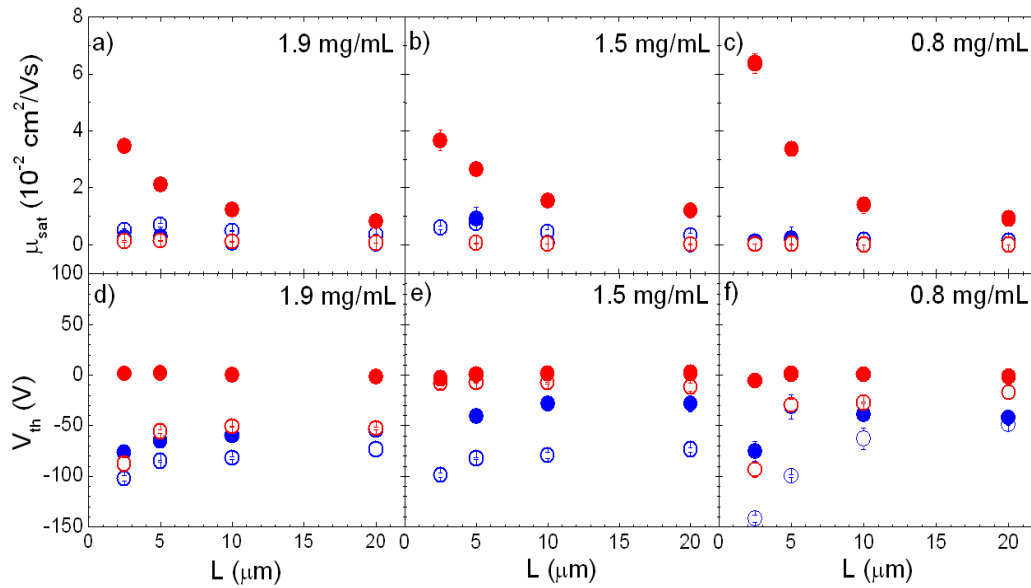 a) 1.9 mg/mL b) 1.5 mg/mL c) 0.8 mg/mL
8
6
4
2
0
μsat (10-2 cm2/Vs)
100
d) 1.9 mg/mL e) 1.5 mg/mL f) 0.8 mg/mL
50
0
-50
-100
-150
Vth (V)
0 5 10 15 20 0 5 10 15 20 0 5 10 15 20
L (μm) L (μm) L (μm)